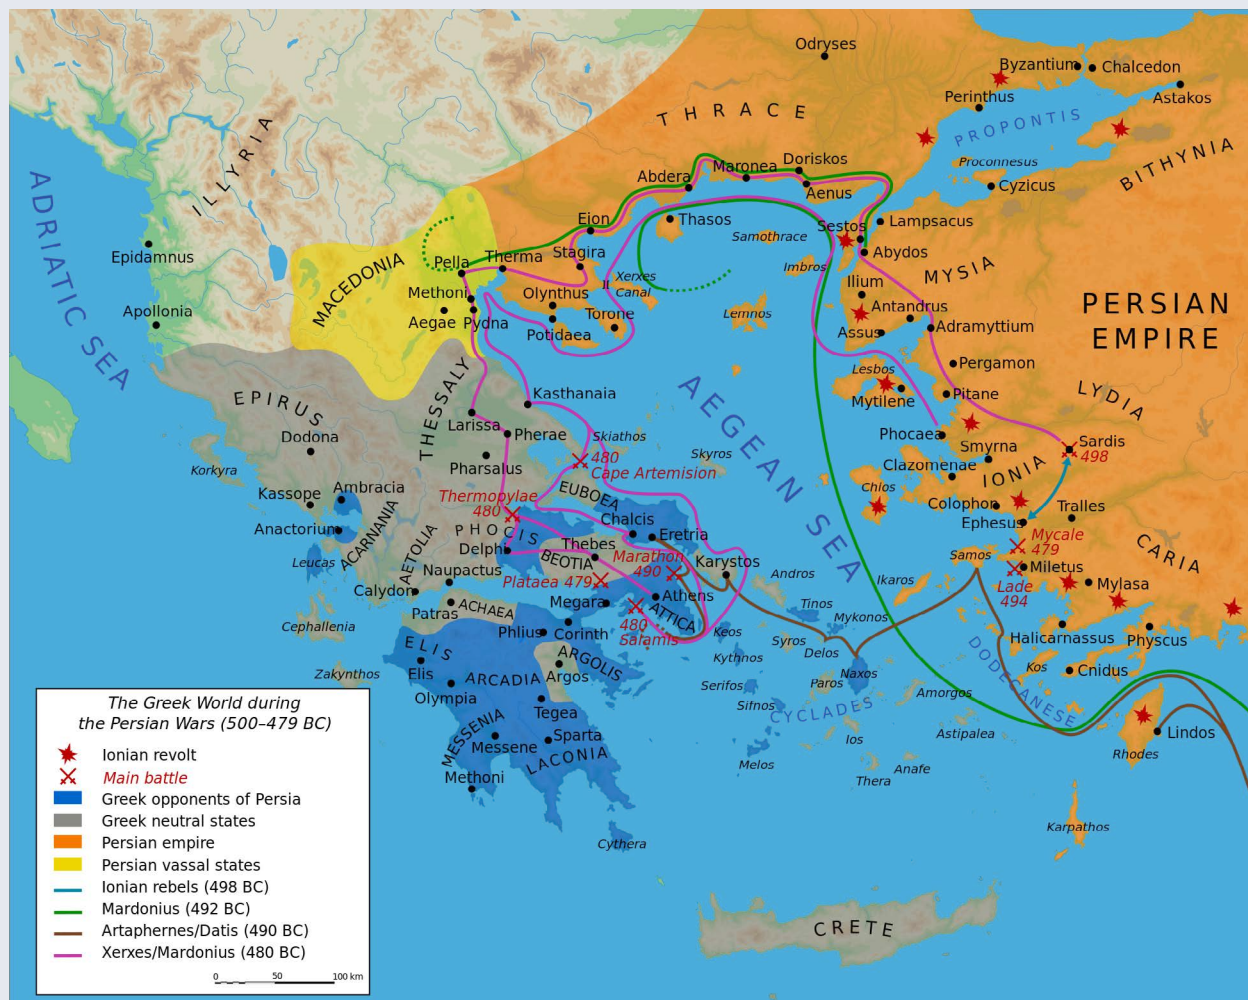 Odryses
Byzantium
Chalcedon
Perinthus
Astakos
THRACE
PROPONTIS
ILLYRIA
Proconnesus
BITHYNIA
Cyzicus
Maronea
Doriskos
Abdera
Aenus
ADRIATIC SEA
Eion
Thasos
Lampsacus
Sestos
Samothrace
Epidamnus
Therma
Stagira
Abydos
Pella
Imbros
MYSIA
MACEDONIA
Xerxes
Canal
Ilium
Methoni
Olynthus
PERSIAN
EMPIRE
Apollonia
Torone
Lemnos
Antandrus
Aegae
Pydna
Potidaea
Assus
Adramyttium
Pergamon
Lesbos
THESSALY
Kasthanaia
Mytilene
Pitane
LYDIA
EPIRUS
AEGEAN SEA
Larissa
Pherae
Skiathos
Phocaea
Dodona
Smyrna
Sardis
498
Skyros
480
Cape Artemision
Korkyra
Pharsalus
Clazomenae
IONIA
Kassope
Ambracia
Thermopylae
480
EUBOEA
Chios
Colophon
Tralles
Anactorium
ACARNANIA
AETOLIA
PHOCIS
Chalcis
Eretria
Ephesus
Mycale
479
CARIA
Leucas
Delphi
Thebes
BEOTIA
Marathon
490
Karystos
Samos
Miletus
Naupactus
Plataea 479
Andros
Ikaros
Lade
494
Mylasa
Calydon
Patras
ACHAEA
Megara
Athens
ATTICA
Tinos
Mykonos
Cephallenia
Phlius
Corinth
480
Salamis
Keos
Syros
Delos
Halicarnassus
Physcus
ELIS
ARGOLIS
Kythnos
DODECANESE
Zakynthos
Elis
ARCADIA
Argos
Serifos
Paros
Naxos
Kos
Cnidus
Olympia
Sifnos
Amorgos
Tegea
CYCLADES
MESSENIA
Messene
Sparta
Ios
Astipalea
Lindos
LACONIA
Rhodes
Methoni
Melos
Thera
Anafe
Cythera
Karpathos
CRETE
The Greek World during
the Persian Wars (500–479 BC)
Ionian revolt
Main battle
Greek opponents of Persia
Greek neutral states
Persian empire
Persian vassal states
Ionian rebels (498 BC)
Mardonius (492 BC)
Artaphernes/Datis (490 BC)
Xerxes/Mardonius (480 BC)
0 50 100 km